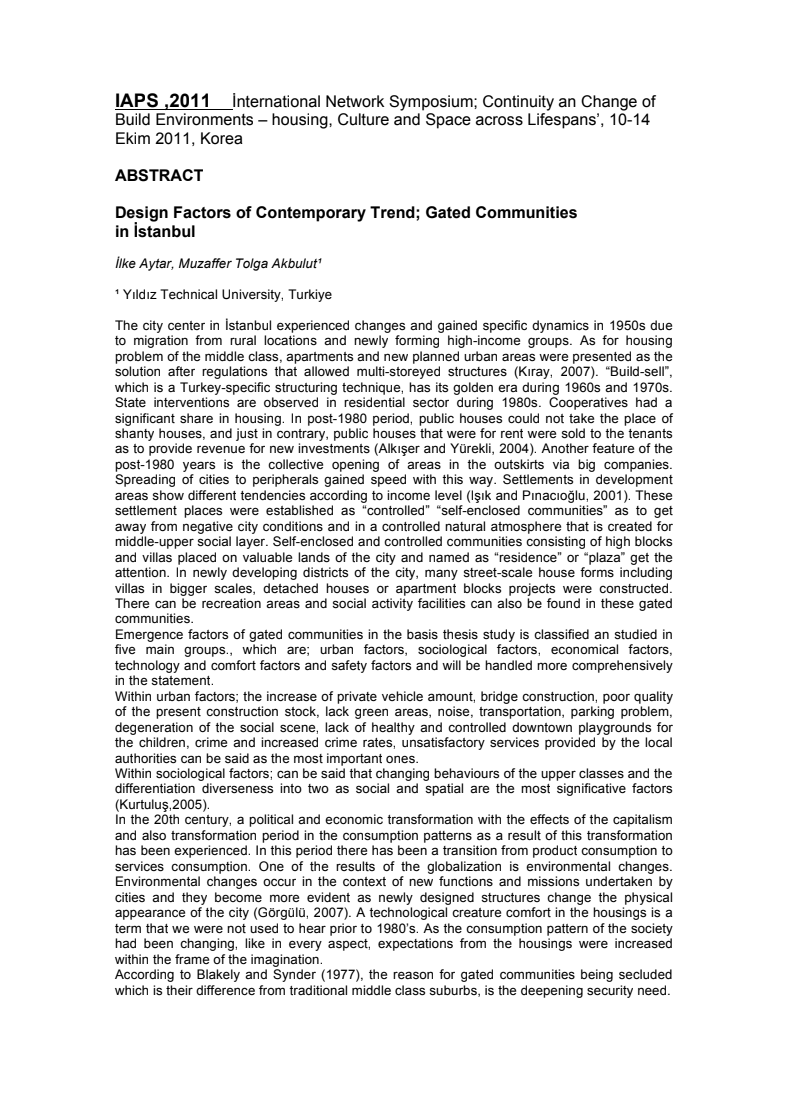 IAPS ,2011    İnternational Network Symposium; Continuity an Change of
Build Environments – housing, Culture and Space across Lifespans’, 10-14
Ekim 2011, Korea
ABSTRACT
Design Factors of Contemporary Trend; Gated Communities
in İstanbul
İlke Aytar, Muzaffer Tolga Akbulut¹
¹ Yıldız Technical University, Turkiye
The city center in İstanbul experienced changes and gained specific dynamics in 1950s due
to migration from rural locations and newly forming high-income groups. As for housing
problem of the middle class, apartments and new planned urban areas were presented as the
solution after regulations that allowed multi-storeyed structures (Kıray, 2007). “Build-sell”,
which is a Turkey-specific structuring technique, has its golden era during 1960s and 1970s.
State interventions are observed in residential sector during 1980s. Cooperatives had a
significant share in housing. In post-1980 period, public houses could not take the place of
shanty houses, and just in contrary, public houses that were for rent were sold to the tenants
as to provide revenue for new investments (Alkışer and Yürekli, 2004). Another feature of the
post-1980 years is the collective opening of areas in the outskirts via big companies.
Spreading of cities to peripherals gained speed with this way. Settlements in development
areas show different tendencies according to income level (Işık and Pınacıoğlu, 2001). These
settlement places were established as “controlled” “self-enclosed communities” as to get
away from negative city conditions and in a controlled natural atmosphere that is created for
middle-upper social layer. Self-enclosed and controlled communities consisting of high blocks
and villas placed on valuable lands of the city and named as “residence” or “plaza” get the
attention. In newly developing districts of the city, many street-scale house forms including
villas in bigger scales, detached houses or apartment blocks projects were constructed.
There can be recreation areas and social activity facilities can also be found in these gated
communities.
Emergence factors of gated communities in the basis thesis study is classified an studied in
five main groups., which are; urban factors, sociological factors, economical factors,
technology and comfort factors and safety factors and will be handled more comprehensively
in the statement.
Within urban factors; the increase of private vehicle amount, bridge construction, poor quality
of the present construction stock, lack green areas, noise, transportation, parking problem,
degeneration of the social scene, lack of healthy and controlled downtown playgrounds for
the children, crime and increased crime rates, unsatisfactory services provided by the local
authorities can be said as the most important ones.
Within sociological factors; can be said that changing behaviours of the upper classes and the
differentiation diverseness into two as social and spatial are the most significative factors
(Kurtuluş,2005).
In the 20th century, a political and economic transformation with the effects of the capitalism
and also transformation period in the consumption patterns as a result of this transformation
has been experienced. In this period there has been a transition from product consumption to
services consumption. One of the results of the globalization is environmental changes.
Environmental changes occur in the context of new functions and missions undertaken by
cities and they become more evident as newly designed structures change the physical
appearance of the city (Görgülü, 2007). A technological creature comfort in the housings is a
term that we were not used to hear prior to 1980’s. As the consumption pattern of the society
had been changing, like in every aspect, expectations from the housings were increased
within the frame of the imagination.
According to Blakely and Synder (1977), the reason for gated communities being secluded
which is their difference from traditional middle class suburbs, is the deepening security need.